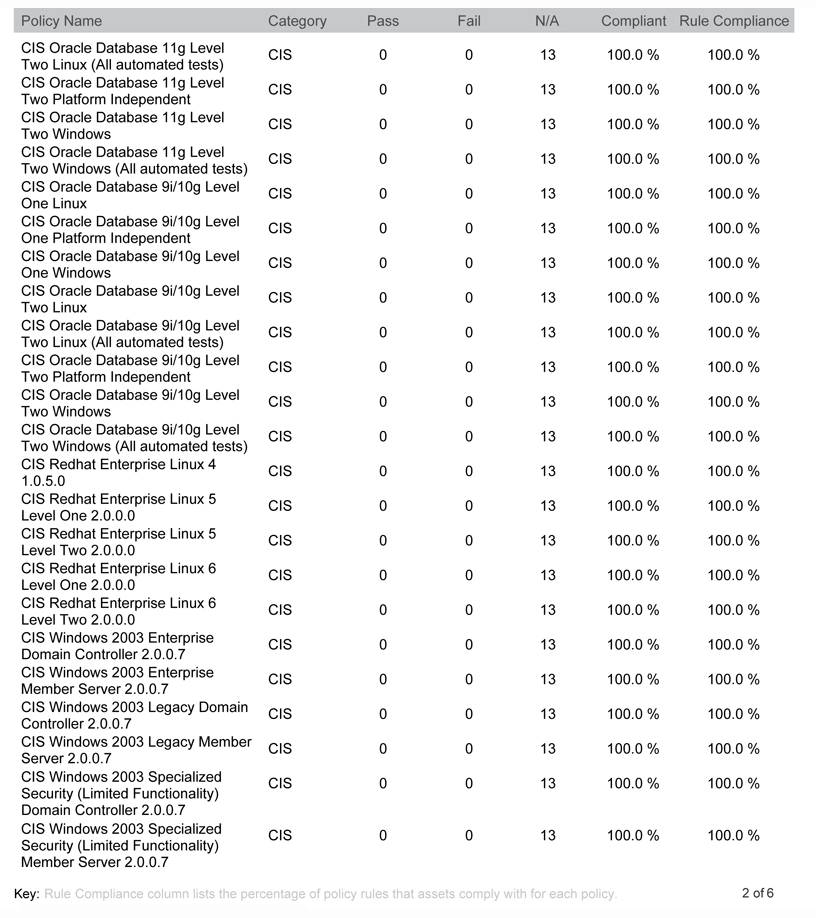 Policy Name Category Pass Fail N/A Compliant Rule Compliance
CIS Oracle Database 11g Level
Two Linux (All automated tests) CIS 0 0 13 100.0 % 100.0 %
CIS Oracle Database 11g Level
Two Platform Independent CIS 0 0 13 100.0 % 100.0 %
CIS Oracle Database 11g Level
Two Windows CIS 0 0 13 100.0 % 100.0 %
CIS Oracle Database 11g Level
Two Windows (All automated tests) CIS 0 0 13 100.0 % 100.0 %
CIS Oracle Database 9i/10g Level
One Linux CIS 0 0 13 100.0 % 100.0 %
CIS Oracle Database 9i/10g Level
One Platform Independent CIS 0 0 13 100.0 % 100.0 %
CIS Oracle Database 9i/10g Level
One Windows CIS 0 0 13 100.0 % 100.0 %
CIS Oracle Database 9i/10g Level
Two Linux CIS 0 0 13 100.0 % 100.0 %
CIS Oracle Database 9i/10g Level
Two Linux (All automated tests) CIS 0 0 13 100.0 % 100.0 %
CIS Oracle Database 9i/10g Level
Two Platform Independent CIS 0 0 13 100.0 % 100.0 %
CIS Oracle Database 9i/10g Level
Two Windows CIS 0 0 13 100.0 % 100.0 %
CIS Oracle Database 9i/10g Level
Two Windows (All automated tests) CIS 0 0 13 100.0 % 100.0 %
CIS Redhat Enterprise Linux 4
1.0.5.0 CIS 0 0 13 100.0 % 100.0 %
CIS Redhat Enterprise Linux 5
Level One 2.0.0.0 CIS 0 0 13 100.0 % 100.0 %
CIS Redhat Enterprise Linux 5
Level Two 2.0.0.0 CIS 0 0 13 100.0 % 100.0 %
CIS Redhat Enterprise Linux 6
Level One 2.0.0.0 CIS 0 0 13 100.0 % 100.0 %
CIS Redhat Enterprise Linux 6
Level Two 2.0.0.0 CIS 0 0 13 100.0 % 100.0 %
CIS Windows 2003 Enterprise
Domain Controller 2.0.0.7 CIS 0 0 13 100.0 % 100.0 %
CIS Windows 2003 Enterprise
Member Server 2.0.0.7 CIS 0 0 13 100.0 % 100.0 %
CIS Windows 2003 Legacy Domain
Controller 2.0.0.7 CIS 0 0 13 100.0 % 100.0 %
CIS Windows 2003 Legacy Member
Server 2.0.0.7 CIS 0 0 13 100.0 % 100.0 %
CIS Windows 2003 Specialized CIS 0 0 13 100.0 % 100.0 %
Security (Limited Functionality)
Domain Controller 2.0.0.7
CIS Windows 2003 Specialized CIS 0 0 13 100.0 % 100.0 %
Security (Limited Functionality)
Member Server 2.0.0.7
Key: Rule Compliance column lists the percentage of policy rules that assets comply with for each policy. 2 of 6